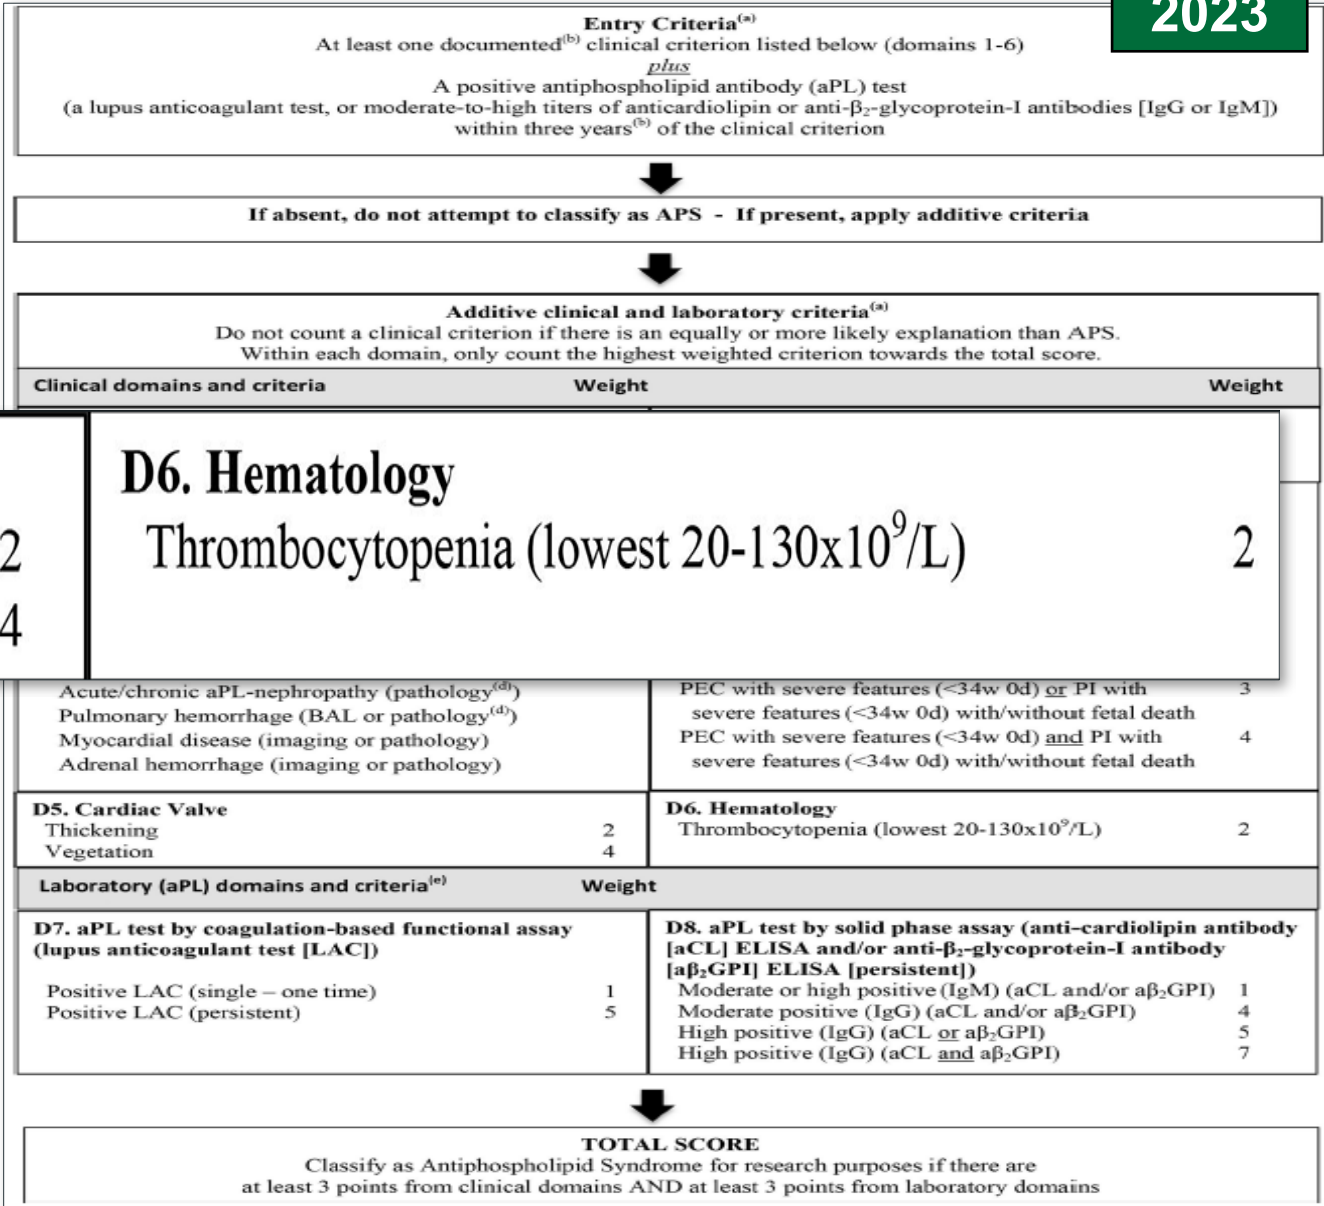 2023
Entry Criteria(a)
At least one documented(b) clinical criterion listed below (domains 1-6)
plus
A positive antiphospholipid antibody (aPL) test
(a lupus anticoagulant test, or moderate-to-high titers of anticardiolipin or anti-β₂-glycoprotein-I antibodies [IgG or IgM])
within three years(b) of the clinical criterion
If absent, do not attempt to classify as APS - If present, apply additive criteria
Additive clinical and laboratory criteria(a)
Do not count a clinical criterion if there is an equally or more likely explanation than APS.
Within each domain, only count the highest weighted criterion towards the total score.
Clinical domains and criteria Weight Weight
D6. Hematology
2 Thrombocytopenia (lowest 20-130x10⁹/L) 2
4
Acute/chronic aPL-nephropathy (pathology(d))
Pulmonary hemorrhage (BAL or pathology(d))
Myocardial disease (imaging or pathology)
Adrenal hemorrhage (imaging or pathology)
PEC with severe features (<34w 0d) or PI with 3
severe features (<34w 0d) with/without fetal death
PEC with severe features (<34w 0d) and PI with 4
severe features (<34w 0d) with/without fetal death
D5. Cardiac Valve
Thickening 2
Vegetation 4
D6. Hematology
Thrombocytopenia (lowest 20-130x10⁹/L) 2
Laboratory (aPL) domains and criteria(e) Weight
D7. aPL test by coagulation-based functional assay
(lupus anticoagulant test [LAC])
Positive LAC (single – one time) 1
Positive LAC (persistent) 5
D8. aPL test by solid phase assay (anti-cardiolipin antibody
[aCL] ELISA and/or anti-β₂-glycoprotein-I antibody
[aβ₂GPI] ELISA [persistent])
Moderate or high positive (IgM) (aCL and/or aβ₂GPI) 1
Moderate positive (IgG) (aCL and/or aβ₂GPI) 4
High positive (IgG) (aCL or aβ₂GPI) 5
High positive (IgG) (aCL and aβ₂GPI) 7
TOTAL SCORE
Classify as Antiphospholipid Syndrome for research purposes if there are
at least 3 points from clinical domains AND at least 3 points from laboratory domains